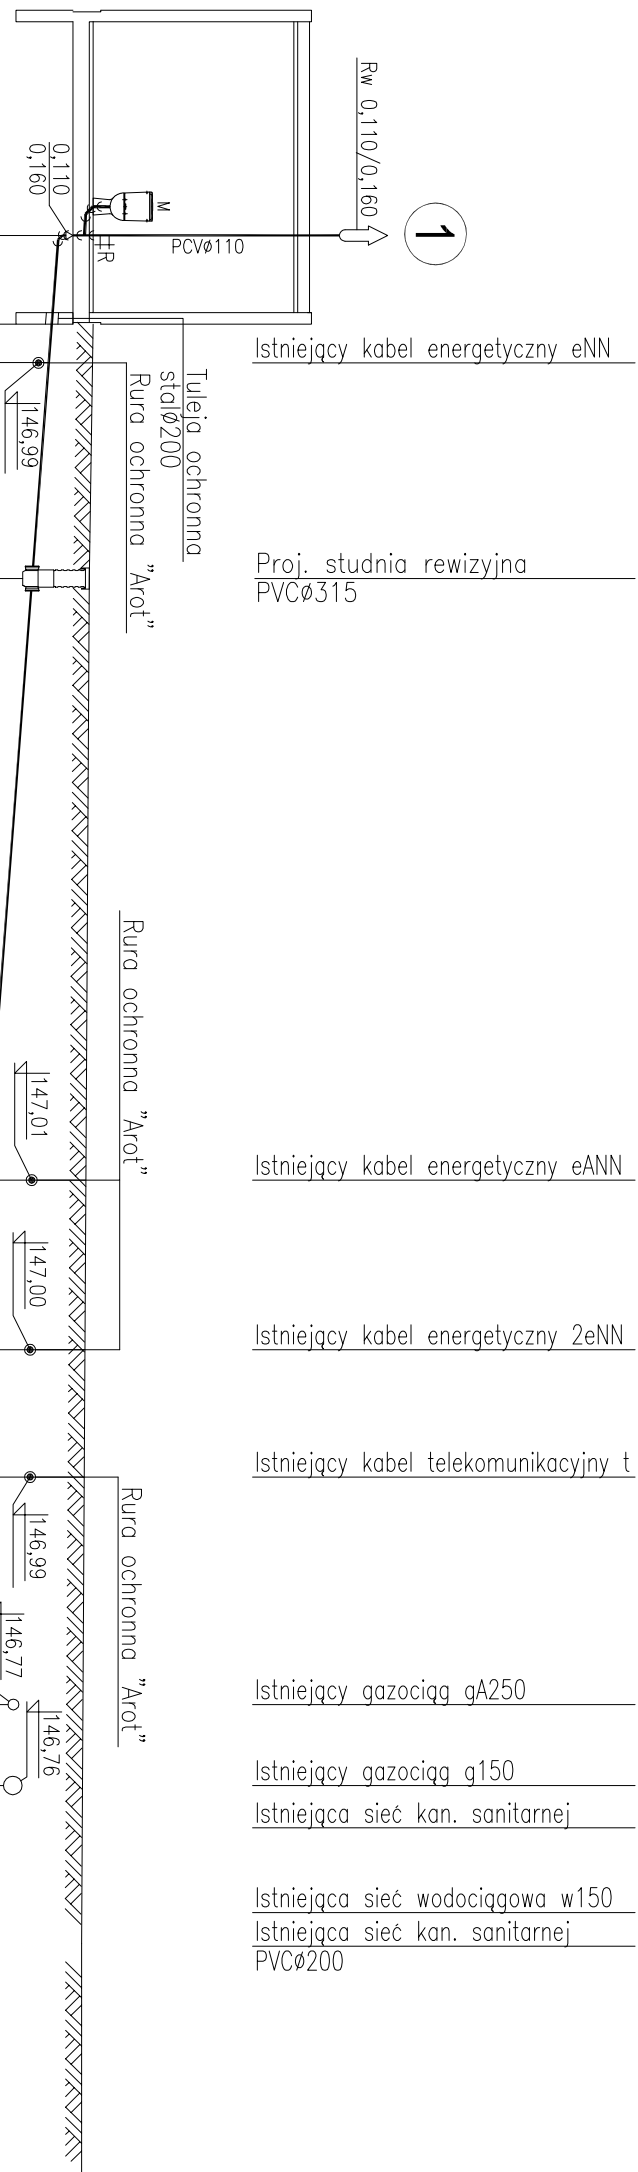 Rw 0,110/0,160
1
M
#R
PCVø110
0,110
0,160
Tuleja ochronna
stalø200
Rura ochronna "Arot"
146,99
Istniejący kabel energetyczny eNN
Proj. studnia rewizyjna
PVCø315
Rura ochronna "Arot"
147,01
Istniejący kabel energetyczny eANN
147,00
Istniejący kabel energetyczny 2eNN
Istniejący kabel telekomunikacyjny t
Rura ochronna "Arot"
146,99
146,77
146,76
Istniejący gazociąg gA250
Istniejący gazociąg g150
Istniejąca sieć kan. sanitarnej
Istniejąca sieć wodociągowa w150
Istniejąca sieć kan. sanitarnej
PVCø200